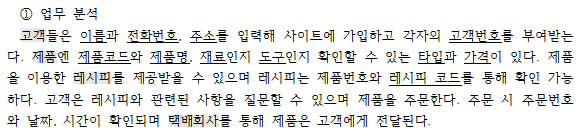 ① 업무 분석
고객들은 이름과 전화번호, 주소를 입력해 사이트에 가입하고 각자의 고객번호를 부여받는
다. 제품엔 제품코드와 제품명, 재료인지 도구인지 확인할 수 있는 타입과 가격이 있다. 제품
을 이용한 레시피를 제공받을 수 있으며 레시피는 제품번호와 레시피 코드를 통해 확인 가능
하다. 고객은 레시피와 관련된 사항을 질문할 수 있으며 제품을 주문한다. 주문 시 주문번호
와 날짜, 시간이 확인되며 택배회사를 통해 제품은 고객에게 전달된다.